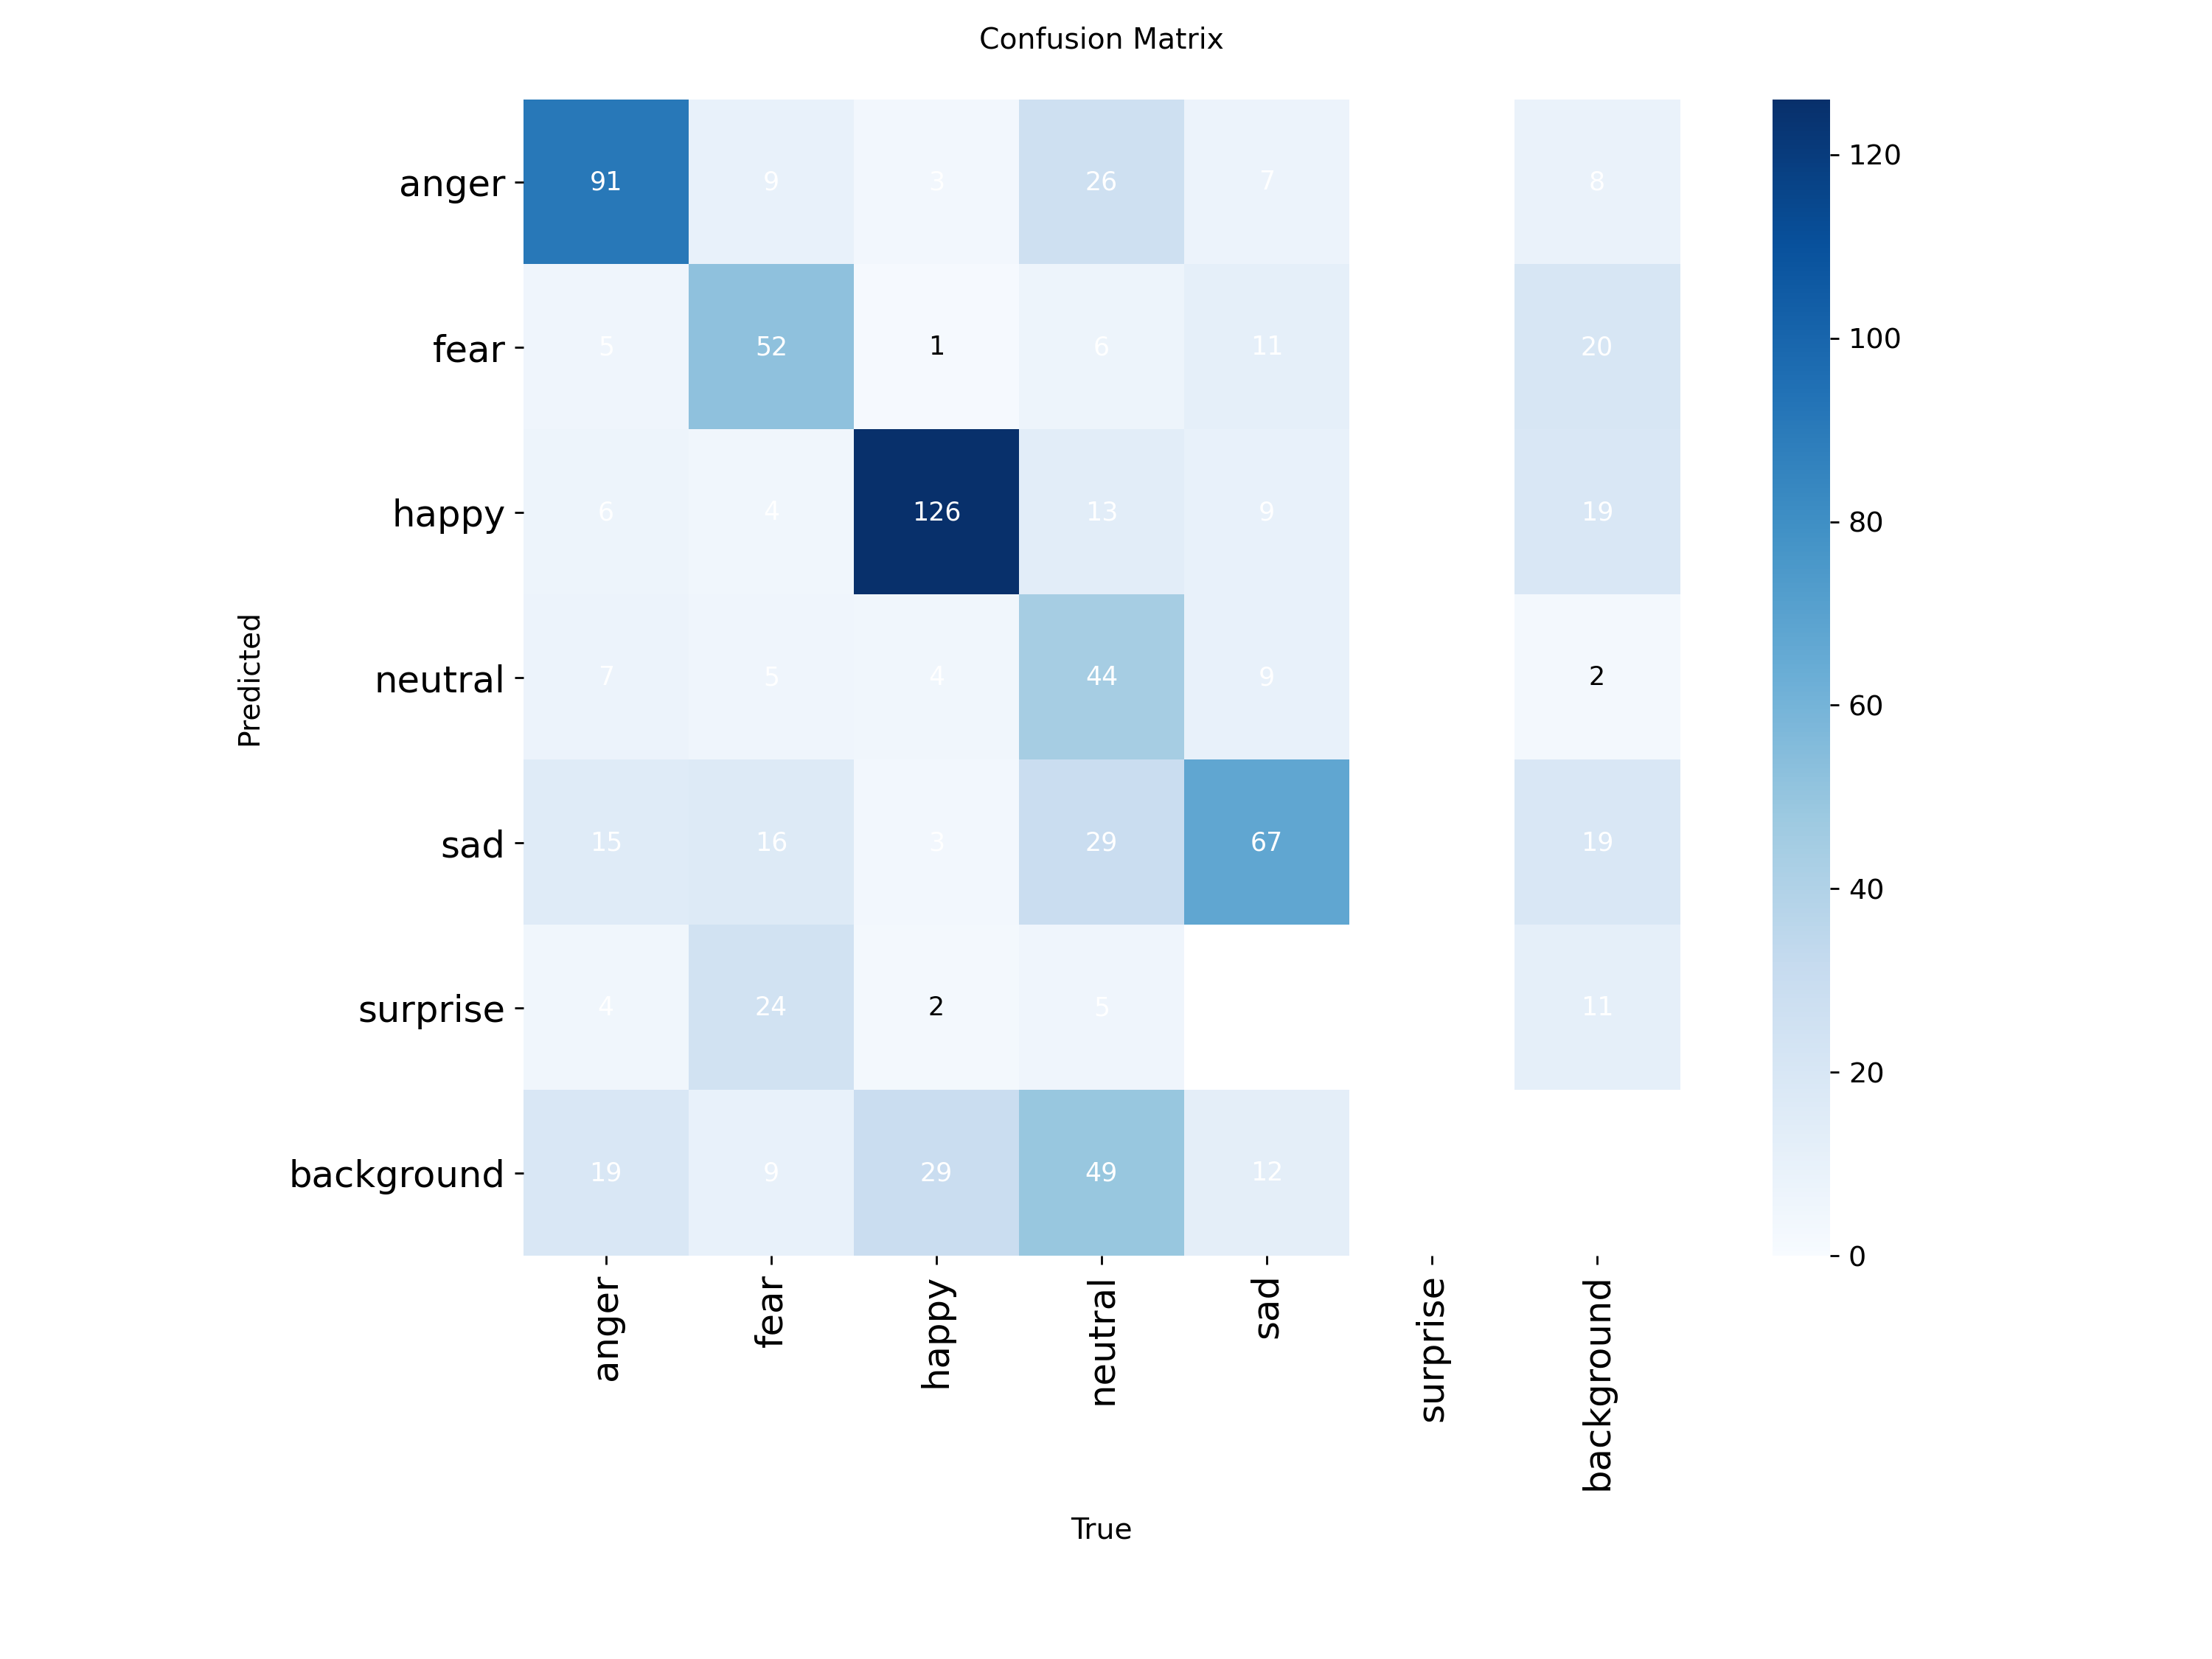 Confusion Matrix
anger 91 9 3 26 7 8
fear 5 52 1 6 11 20
happy 6 4 126 13 9 19
neutral 7 5 4 44 9 2
sad 15 16 3 29 67 19
surprise 4 24 2 5 11
background 19 9 29 49 12
Predicted
anger fear happy neutral sad surprise background
True
120
100
80
60
40
20
0